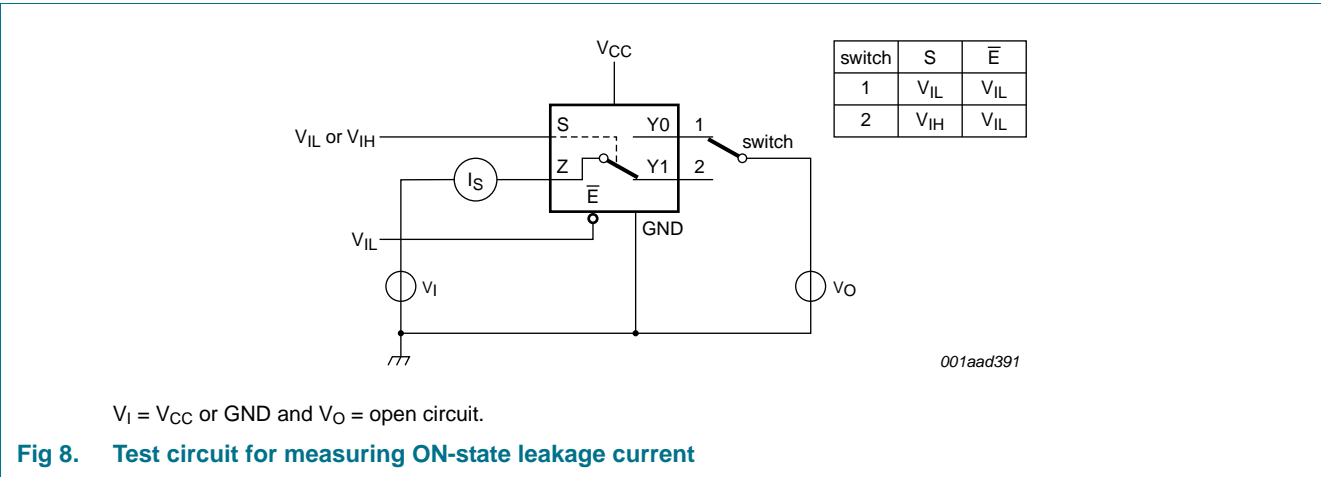 VCC
switch S E̅
1 VIL VIL
2 VIH VIL
VIL or VIH
S
Y0
1
switch
Z
Y1
2
IS
E̅
GND
VIL
VI
VO
001aad391
VI = VCC or GND and VO = open circuit.
Fig 8. Test circuit for measuring ON-state leakage current